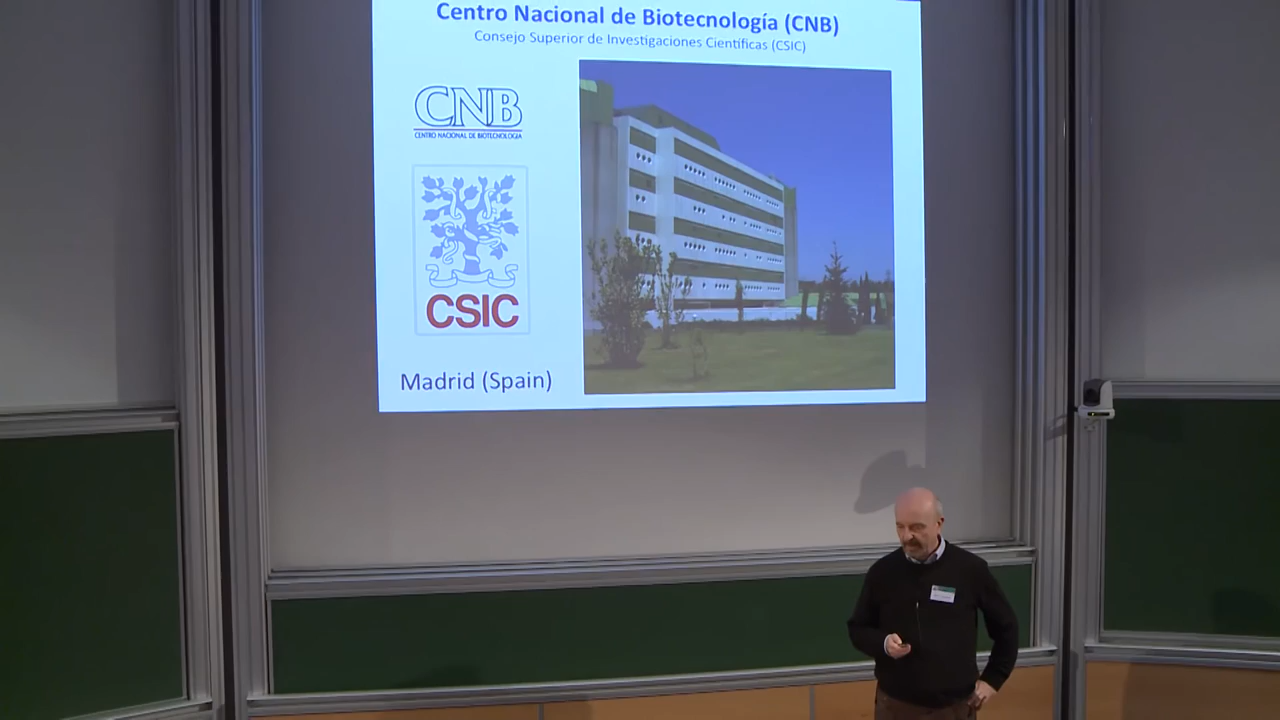 Centro Nacional de Biotecnología (CNB)
Consejo Superior de Investigaciones Científicas (CSIC)
CNB
CENTRO NACIONAL DE BIOTECNOLOGIA
CSIC
Madrid (Spain)